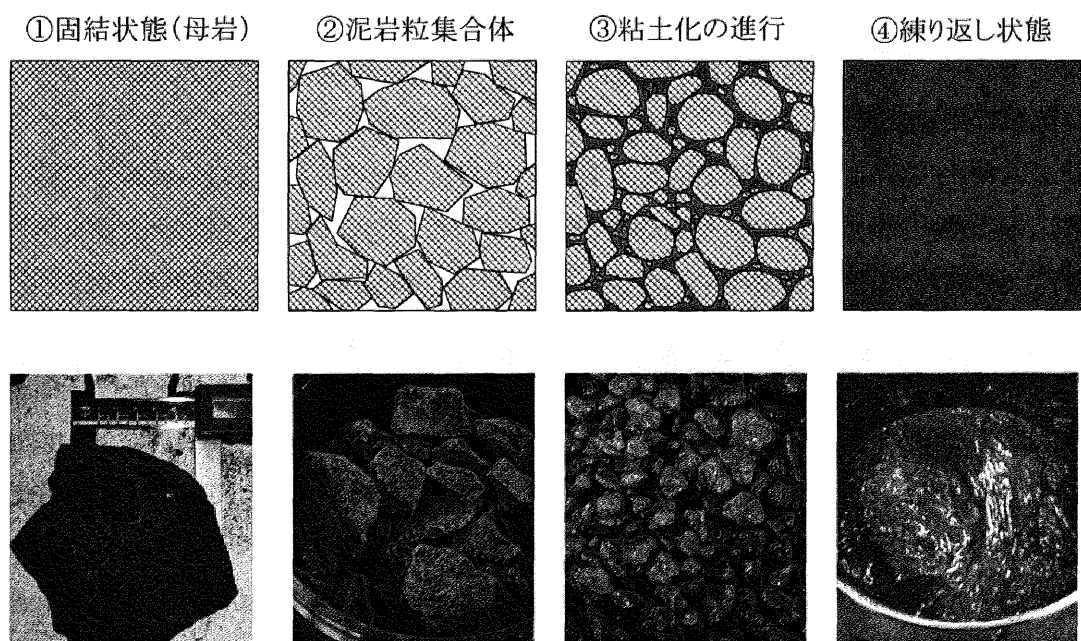 ①固結状態(母岩)
②泥岩粒集合体
③粘土化の進行
④練り返し状態